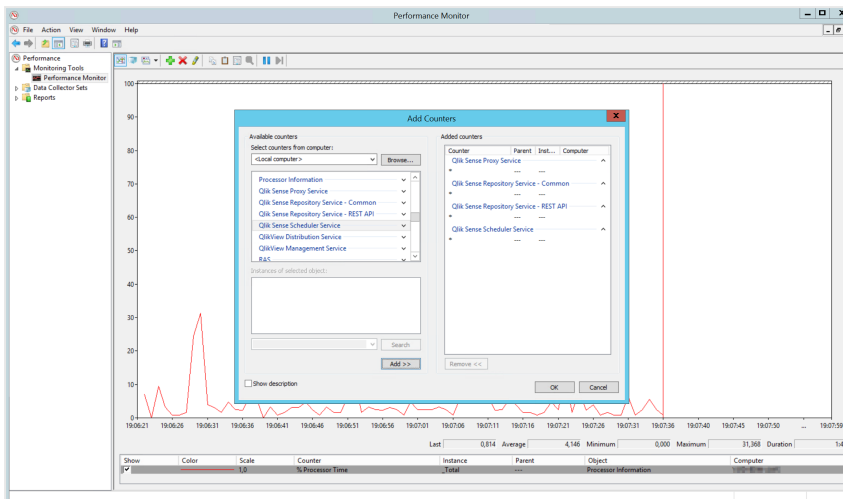 Performance Monitor
File Action View Window Help
Performance
Monitoring Tools
Performance Monitor
Data Collector Sets
Reports
100
90
80
70
60
50
40
30
20
10
0
Add Counters
X
Available counters
Select counters from computer:
<Local computer>
Browse...
Processor Information
Qlik Sense Proxy Service
Qlik Sense Repository Service - Common
Qlik Sense Repository Service - REST API
Qlik Sense Scheduler Service
QlikView Distribution Service
QlikView Management Service
RAS
Instances of selected object:
Search
Add >>
Show description
Added counters
Counter Parent Inst... Computer
Qlik Sense Proxy Service
* --- ---
Qlik Sense Repository Service - Common
* --- ---
Qlik Sense Repository Service - REST API
* --- ---
Qlik Sense Scheduler Service
* --- ---
Remove <<
OK Cancel
19:06:21 19:06:26 19:06:31 19:06:36 19:06:41 19:06:46 19:06:51 19:06:56 19:07:01 19:07:06 19:07:11 19:07:16 19:07:21 19:07:26 19:07:31 19:07:36 19:07:40 19:07:45 19:07:50 ... 19:07:59
Last 0,814 Average 4,146 Minimum 0,000 Maximum 31,368 Duration 1:4
Show Color Scale Counter Instance Parent Object Computer
1,0 % Processor Time _Total --- Processor Information